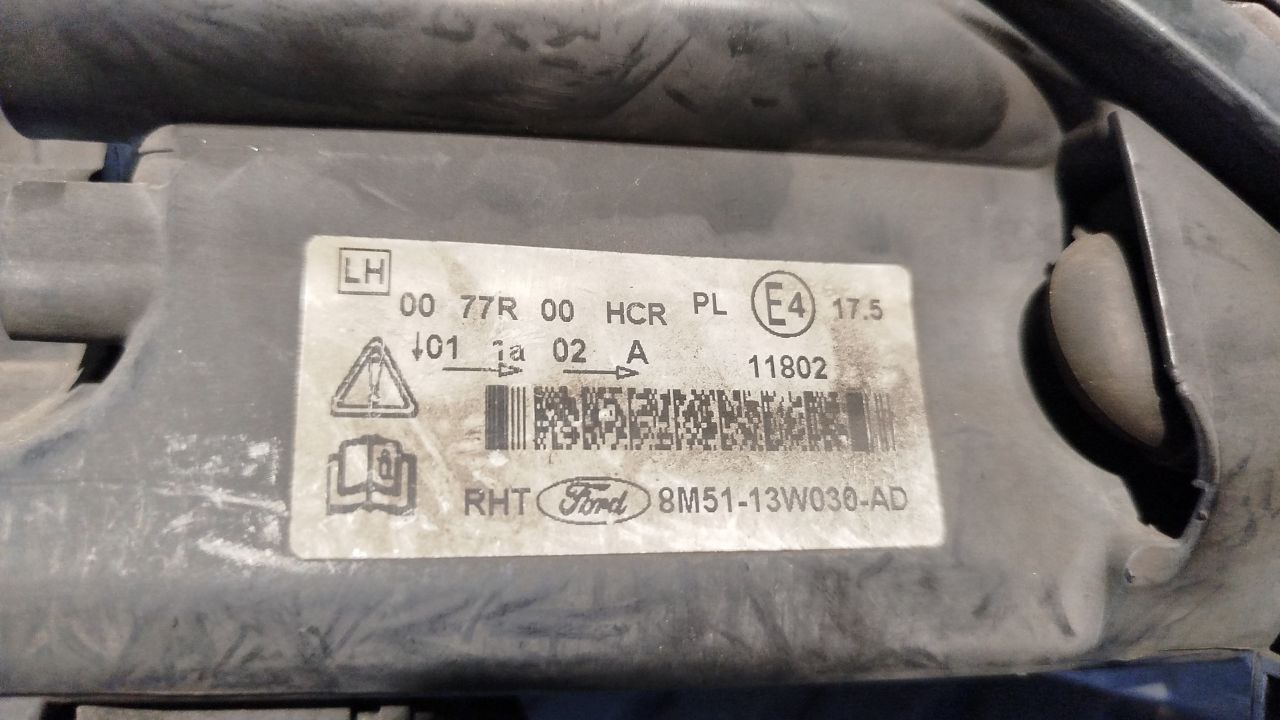 LH
00 77R 00 HCR PL E4 17.5
↓01 1a 02 A 11802
RHT Ford 8M51-13W030-AD